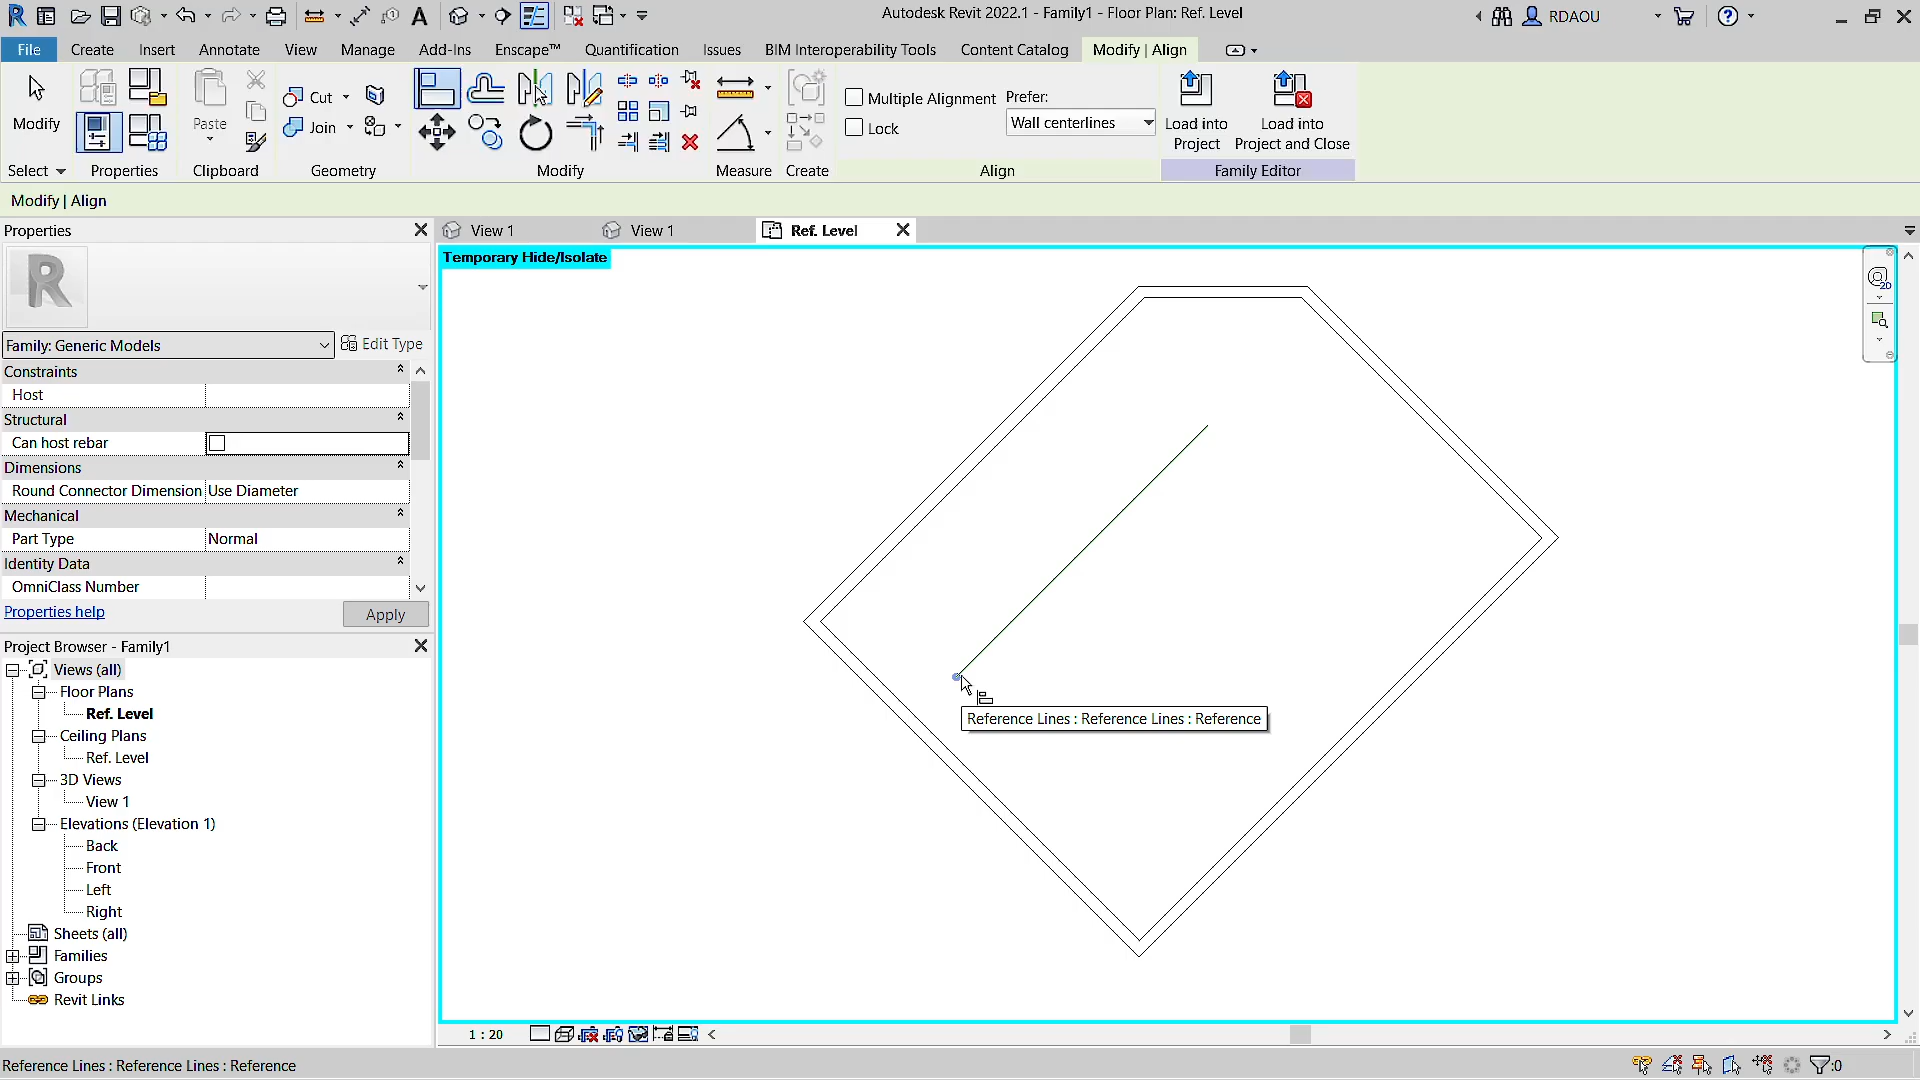 Autodesk Revit 2022.1 - Family1 - Floor Plan: Ref. Level
RDAOU
File
Create
Insert
Annotate
View
Manage
Add-Ins
Enscape™
Quantification
Issues
BIM Interoperability Tools
Content Catalog
Modify | Align
Modify
Paste
Cut
Join
Multiple Alignment
Lock
Prefer:
Wall centerlines
Load into
Project
Load into
Project and Close
Select
Properties
Clipboard
Geometry
Modify
Measure
Create
Align
Family Editor
Modify | Align
Properties
View 1
View 1
Ref. Level
Temporary Hide/Isolate
2D
R
Family: Generic Models
Edit Type
Constraints
Host
Structural
Can host rebar
Dimensions
Round Connector Dimension
Use Diameter
Mechanical
Part Type
Normal
Identity Data
OmniClass Number
Properties help
Apply
Project Browser - Family1
Views (all)
Floor Plans
Ref. Level
Ceiling Plans
Ref. Level
3D Views
View 1
Elevations (Elevation 1)
Back
Front
Left
Right
Sheets (all)
Families
Groups
Revit Links
Reference Lines : Reference Lines : Reference
1 : 20
Reference Lines : Reference Lines : Reference
:0